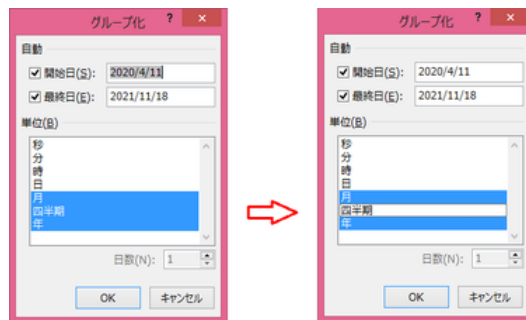 グループ化 ? ×
自動
開始日(S): 2020/4/11
最終日(E): 2021/11/18
単位(B)
秒
分
時
日
月
四半期
年
日数(N): 1
OK キャンセル
グループ化 ? ×
自動
開始日(S): 2020/4/11
最終日(E): 2021/11/18
単位(B)
秒
分
時
日
月
四半期
年
日数(N): 1
OK キャンセル